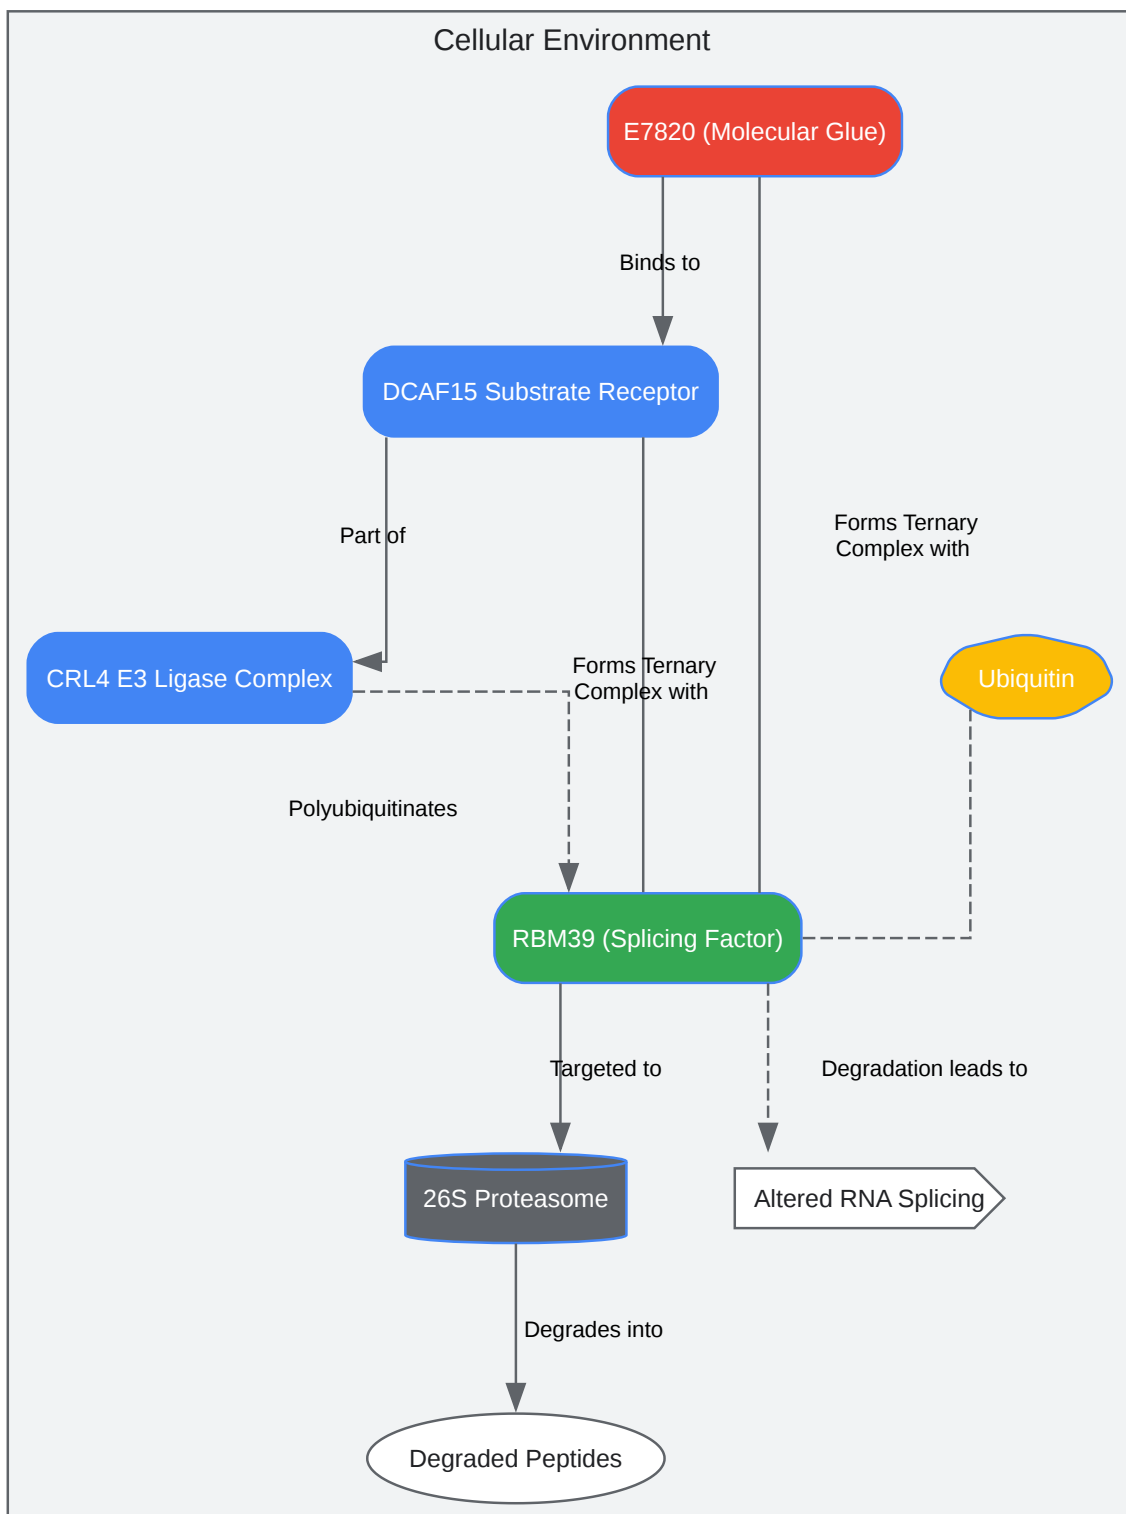 Cellular Environment
E7820 (Molecular Glue)
Binds to
DCAF15 Substrate Receptor
Forms Ternary
Complex with
Part of
Forms Ternary
Complex with
CRL4 E3 Ligase Complex
Ubiquitin
Polyubiquitinates
RBM39 (Splicing Factor)
Targeted to
Degradation leads to
26S Proteasome
Altered RNA Splicing
Degrades into
Degraded Peptides